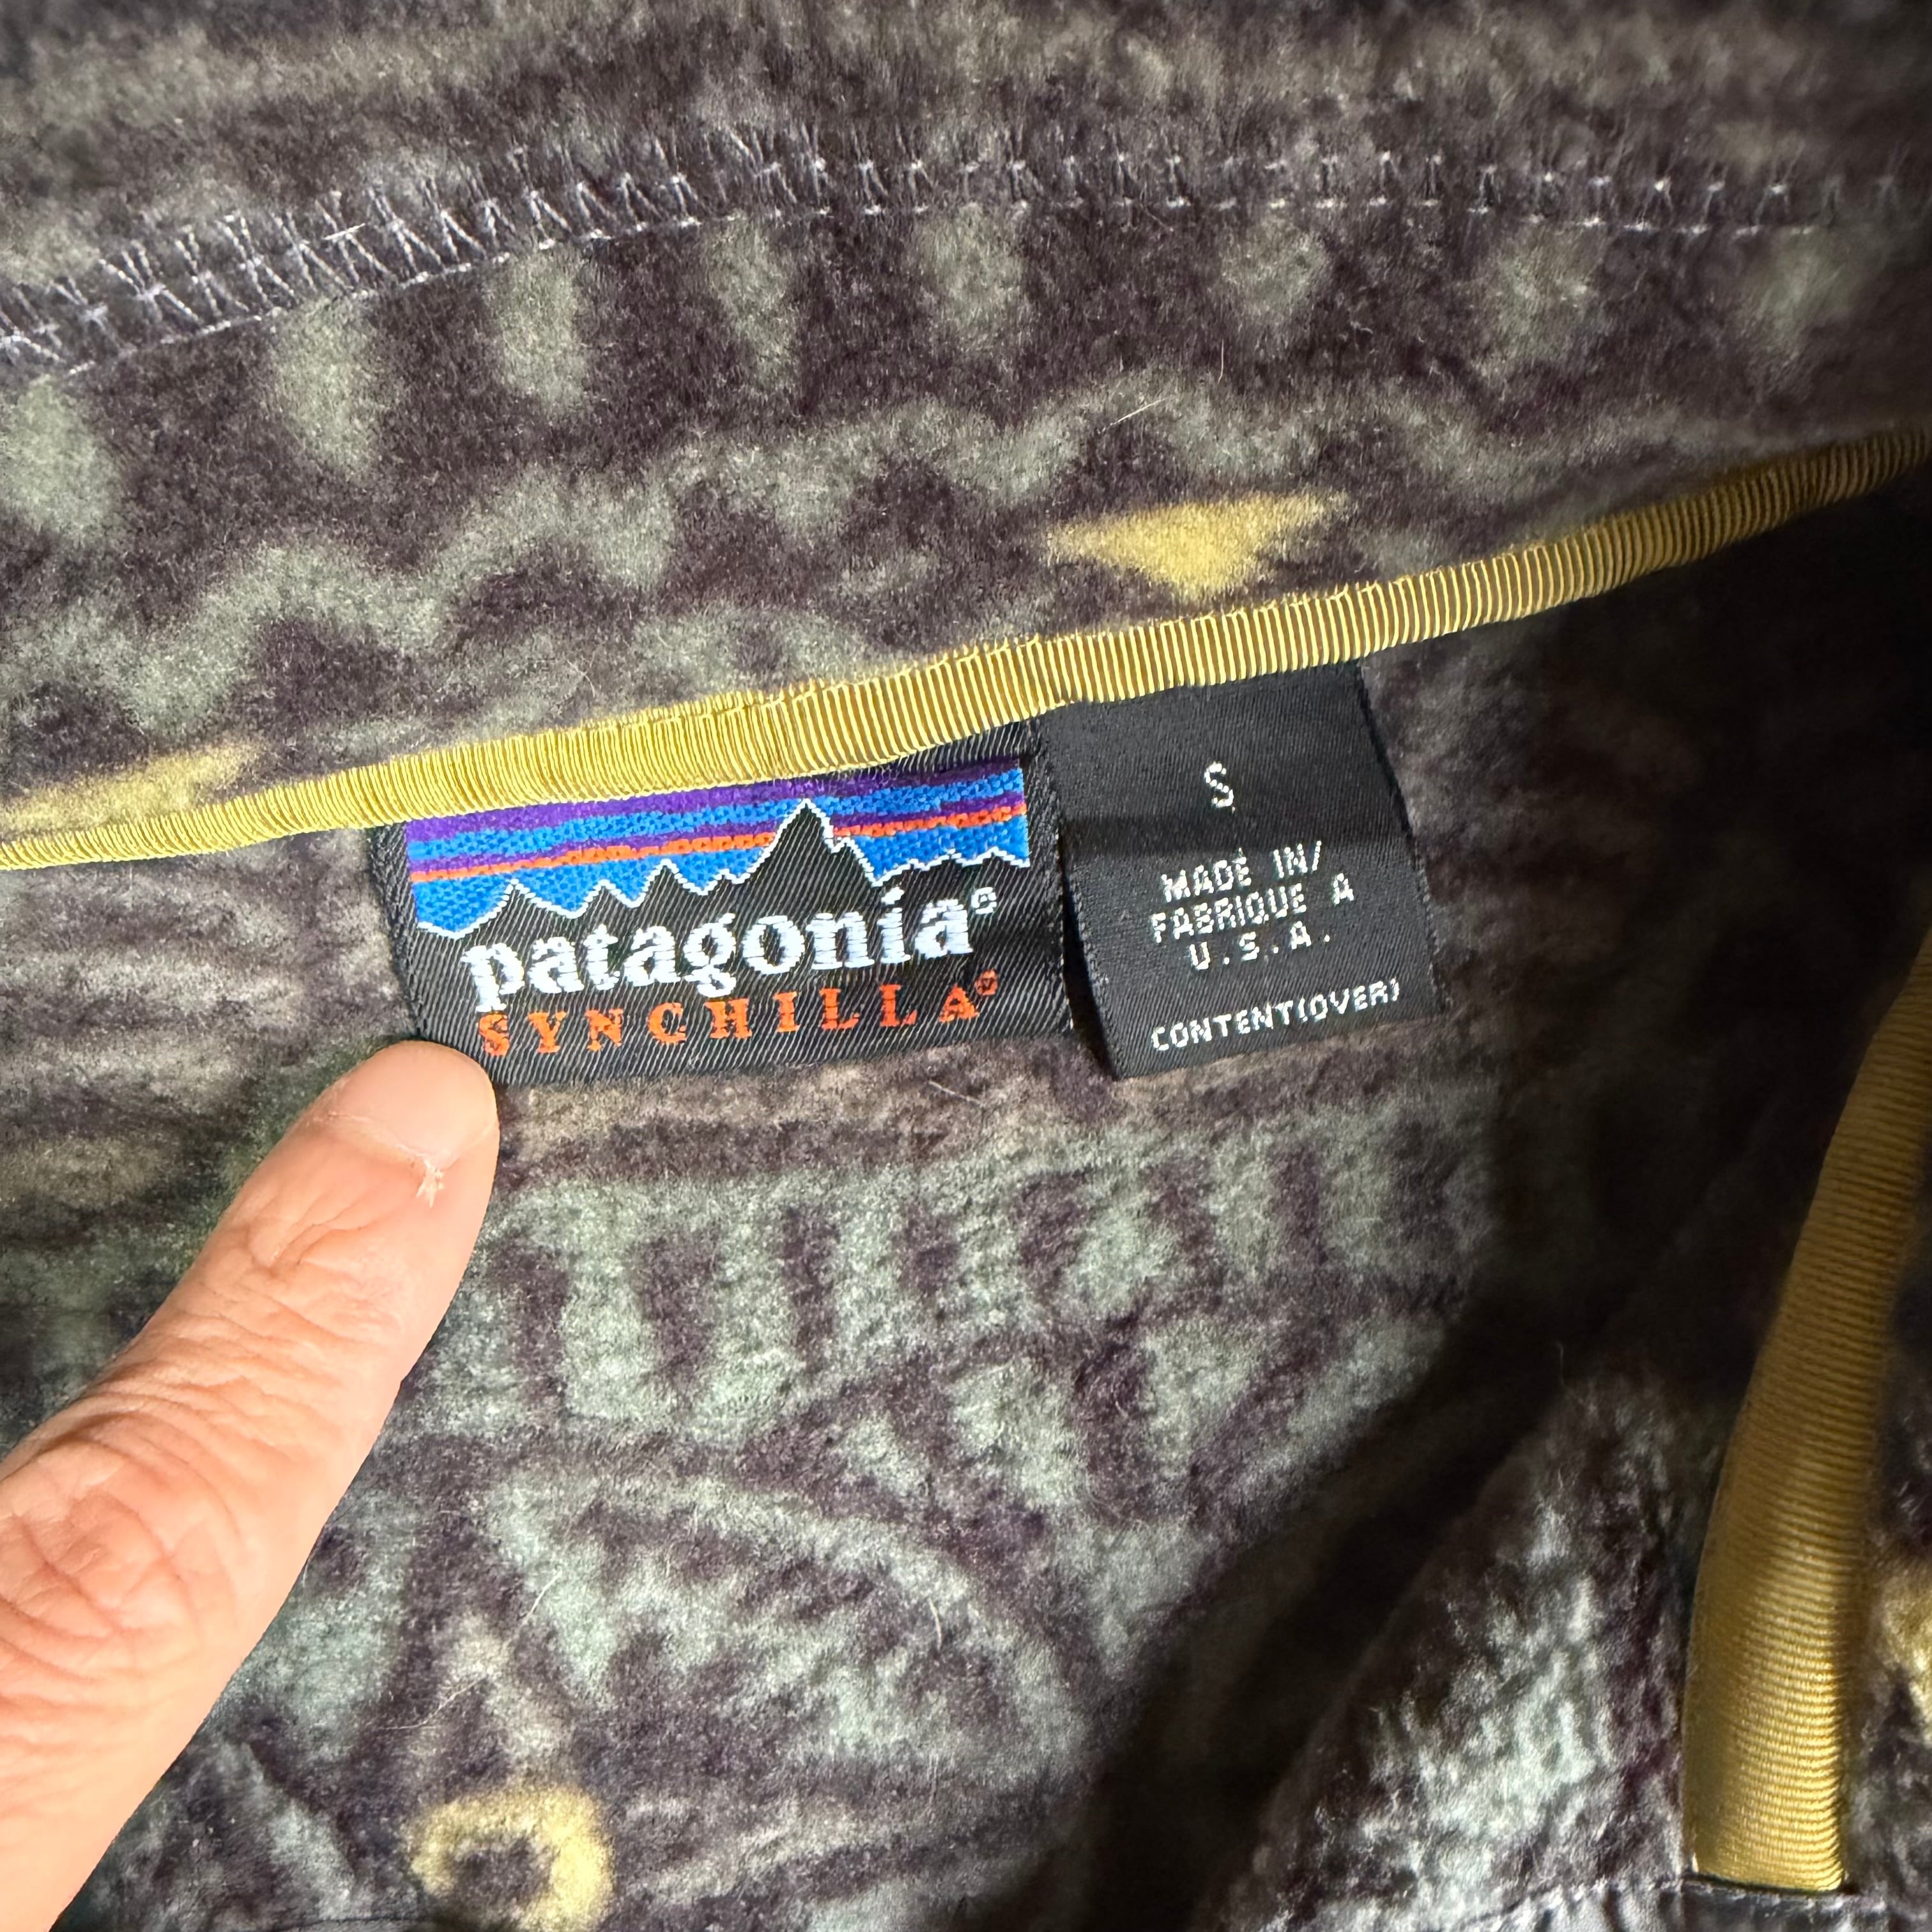 patagonia®
SYNCHILLA®
S
MADE IN/
FABRIQUE A
U.S.A.
CONTENT(OVER)